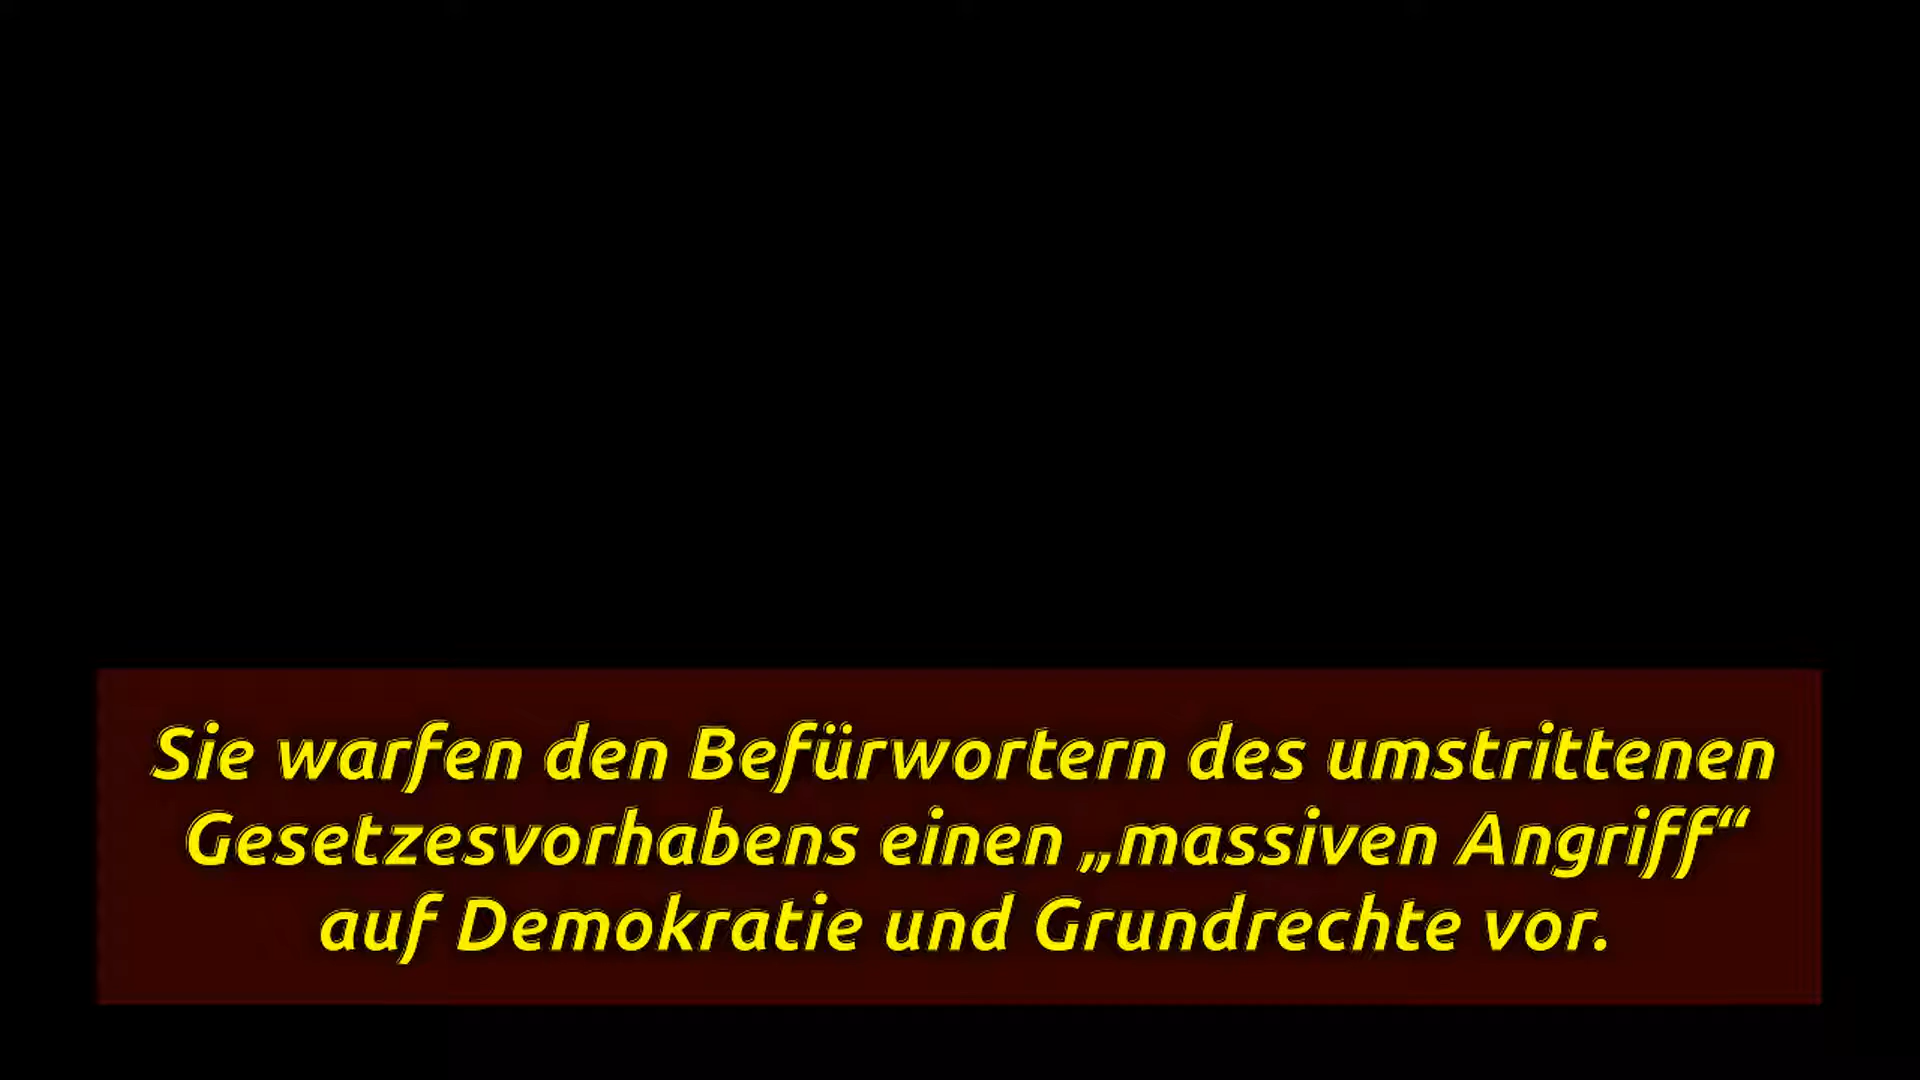 Sie warfen den Befürwortern des umstrittenen
Gesetzesvorhabens einen „massiven Angriff“
auf Demokratie und Grundrechte vor.